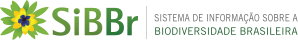 SiBBr
SISTEMA DE INFORMAÇÃO SOBRE A
BIODIVERSIDADE BRASILEIRA